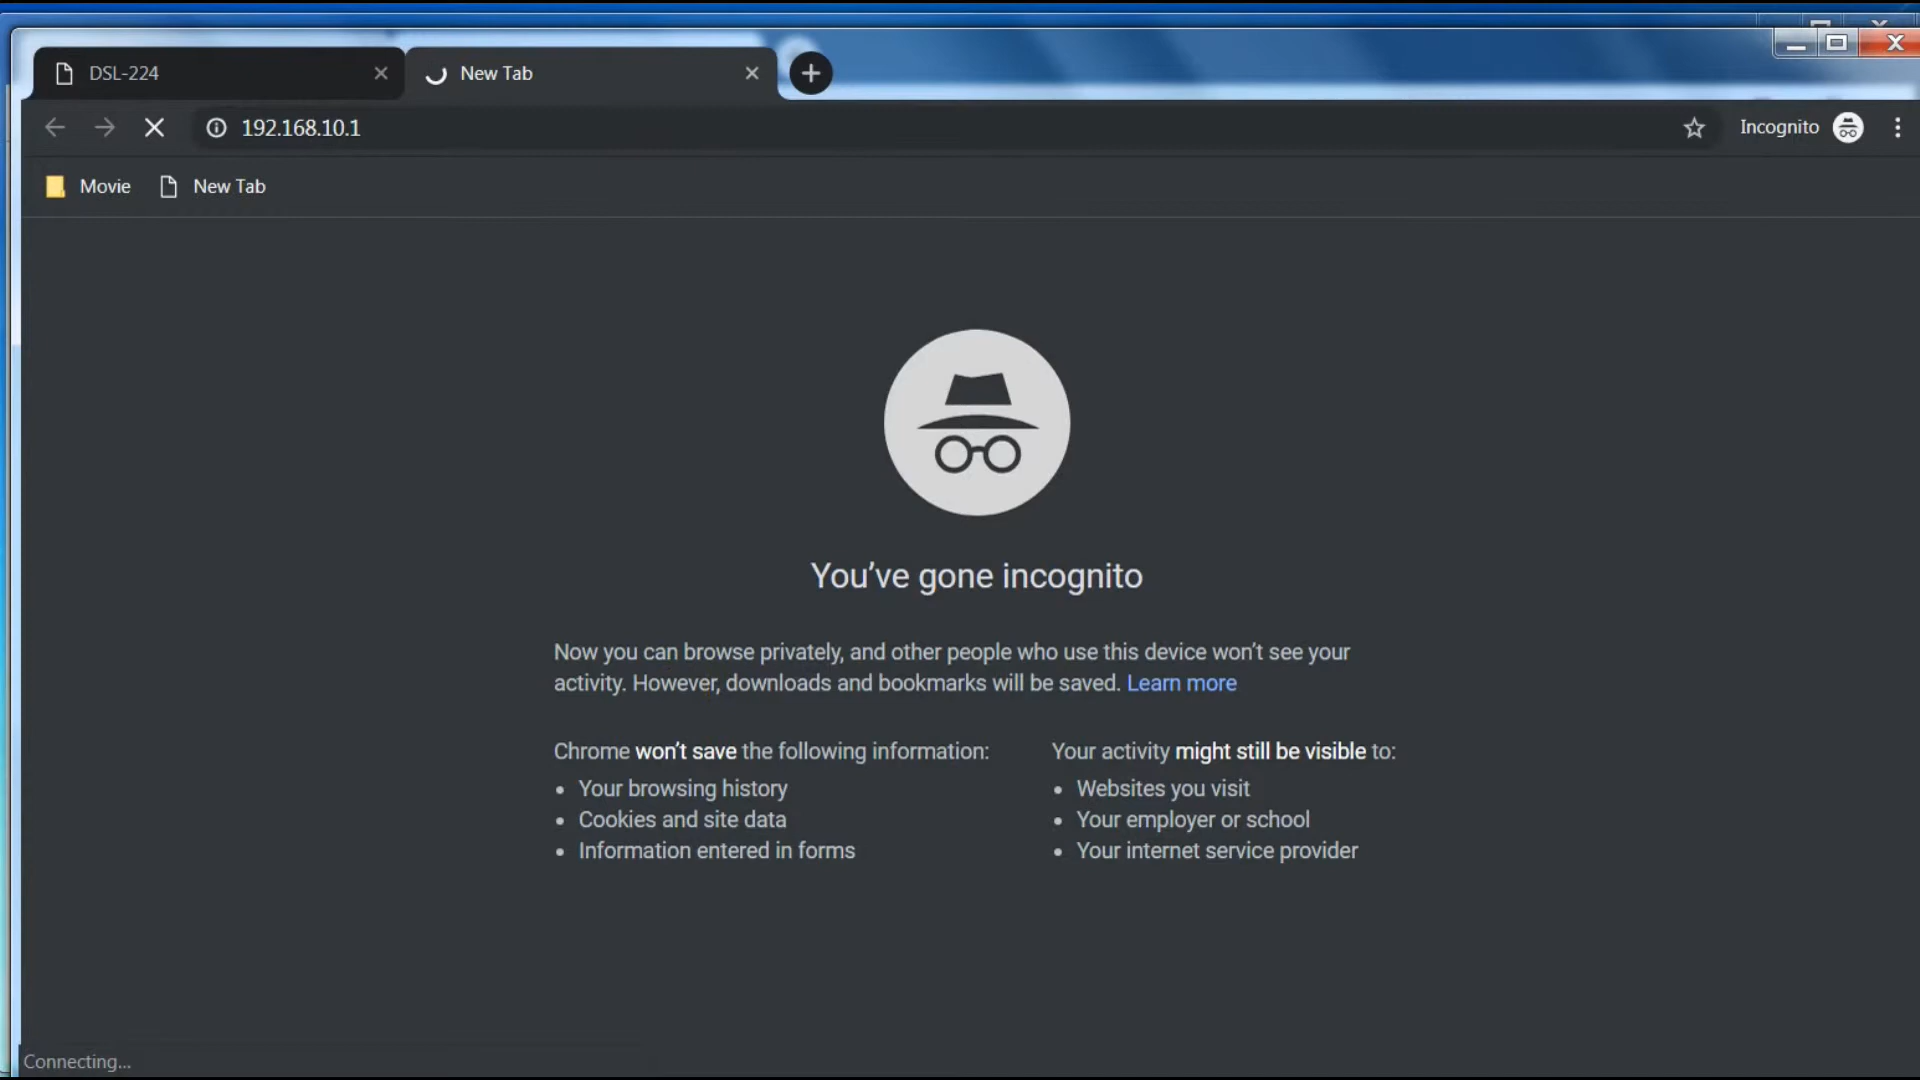 DSL-224
New Tab
192.168.10.1
Incognito
Movie
New Tab
You've gone incognito
Now you can browse privately, and other people who use this device won't see your
activity. However, downloads and bookmarks will be saved. Learn more
Chrome won't save the following information:
Your browsing history
Cookies and site data
Information entered in forms
Your activity might still be visible to:
Websites you visit
Your employer or school
Your internet service provider
Connecting...